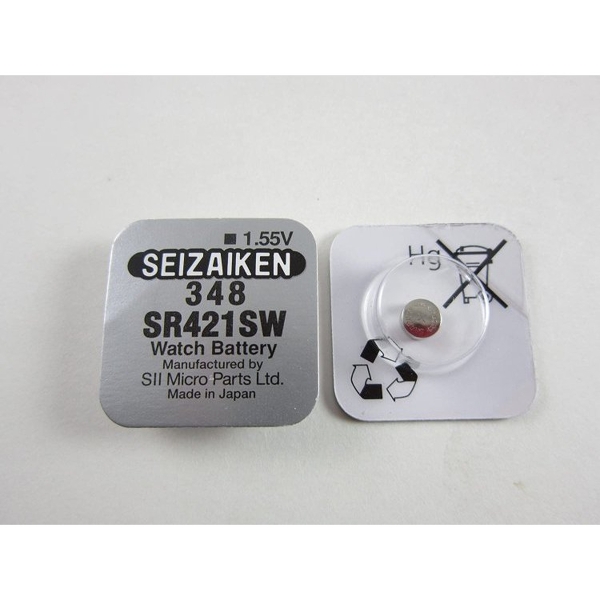 ■ 1.55V
SEIZAIKEN
348
SR421SW
Watch Battery
Manufactured by
SII Micro Parts Ltd.
Made in Japan
Hg